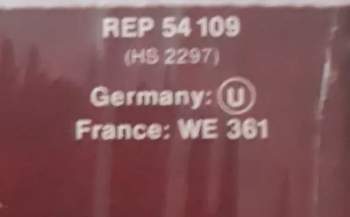 REP 54 109
(HS 2297)
Germany: Ⓤ
France: WE 361